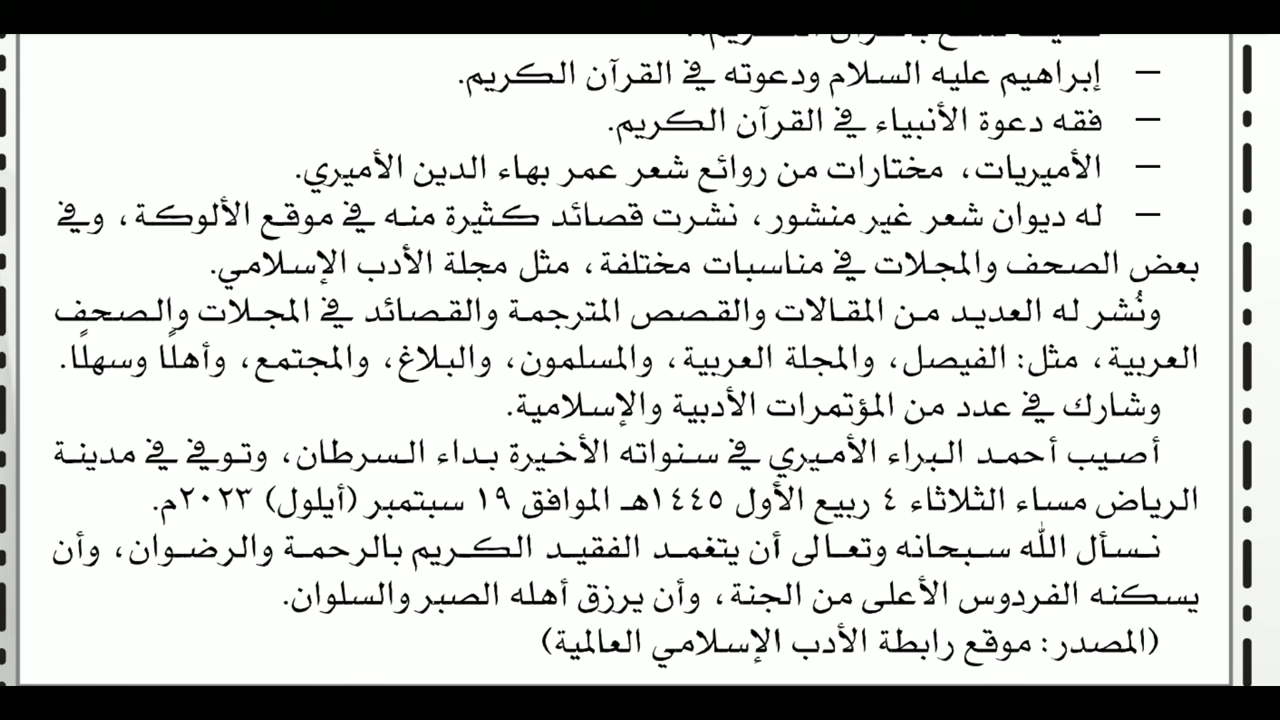 – إبراهيم عليه السلام ودعوته في القرآن الكريم.
– فقه دعوة الأنبياء في القرآن الكريم.
– الأميريات، مختارات من روائع شعر عمر بهاء الدين الأميري.
– له ديوان شعر غير منشور، نشرت قصائد كثيرة منه في موقع الألوكة، وفي
بعض الصحف والمجلات في مناسبات مختلفة، مثل مجلة الأدب الإسلامي.
ونُشر له العديد من المقالات والقصص المترجمة والقصائد في المجلات والصحف
العربية، مثل: الفيصل، والمجلة العربية، والمسلمون، والبلاغ، والمجتمع، وأهلًا وسهلًا.
وشارك في عدد من المؤتمرات الأدبية والإسلامية.
أصيب أحمد البراء الأميري في سنواته الأخيرة بداء السرطان، وتوفي في مدينة
الرياض مساء الثلاثاء ٤ ربيع الأول ١٤٤٥هـ الموافق ١٩ سبتمبر (أيلول) ٢٠٢٣م.
نسأل الله سبحانه وتعالى أن يتغمد الفقيد الكريم بالرحمة والرضوان، وأن
يسكنه الفردوس الأعلى من الجنة، وأن يرزق أهله الصبر والسلوان.
(المصدر: موقع رابطة الأدب الإسلامي العالمية)